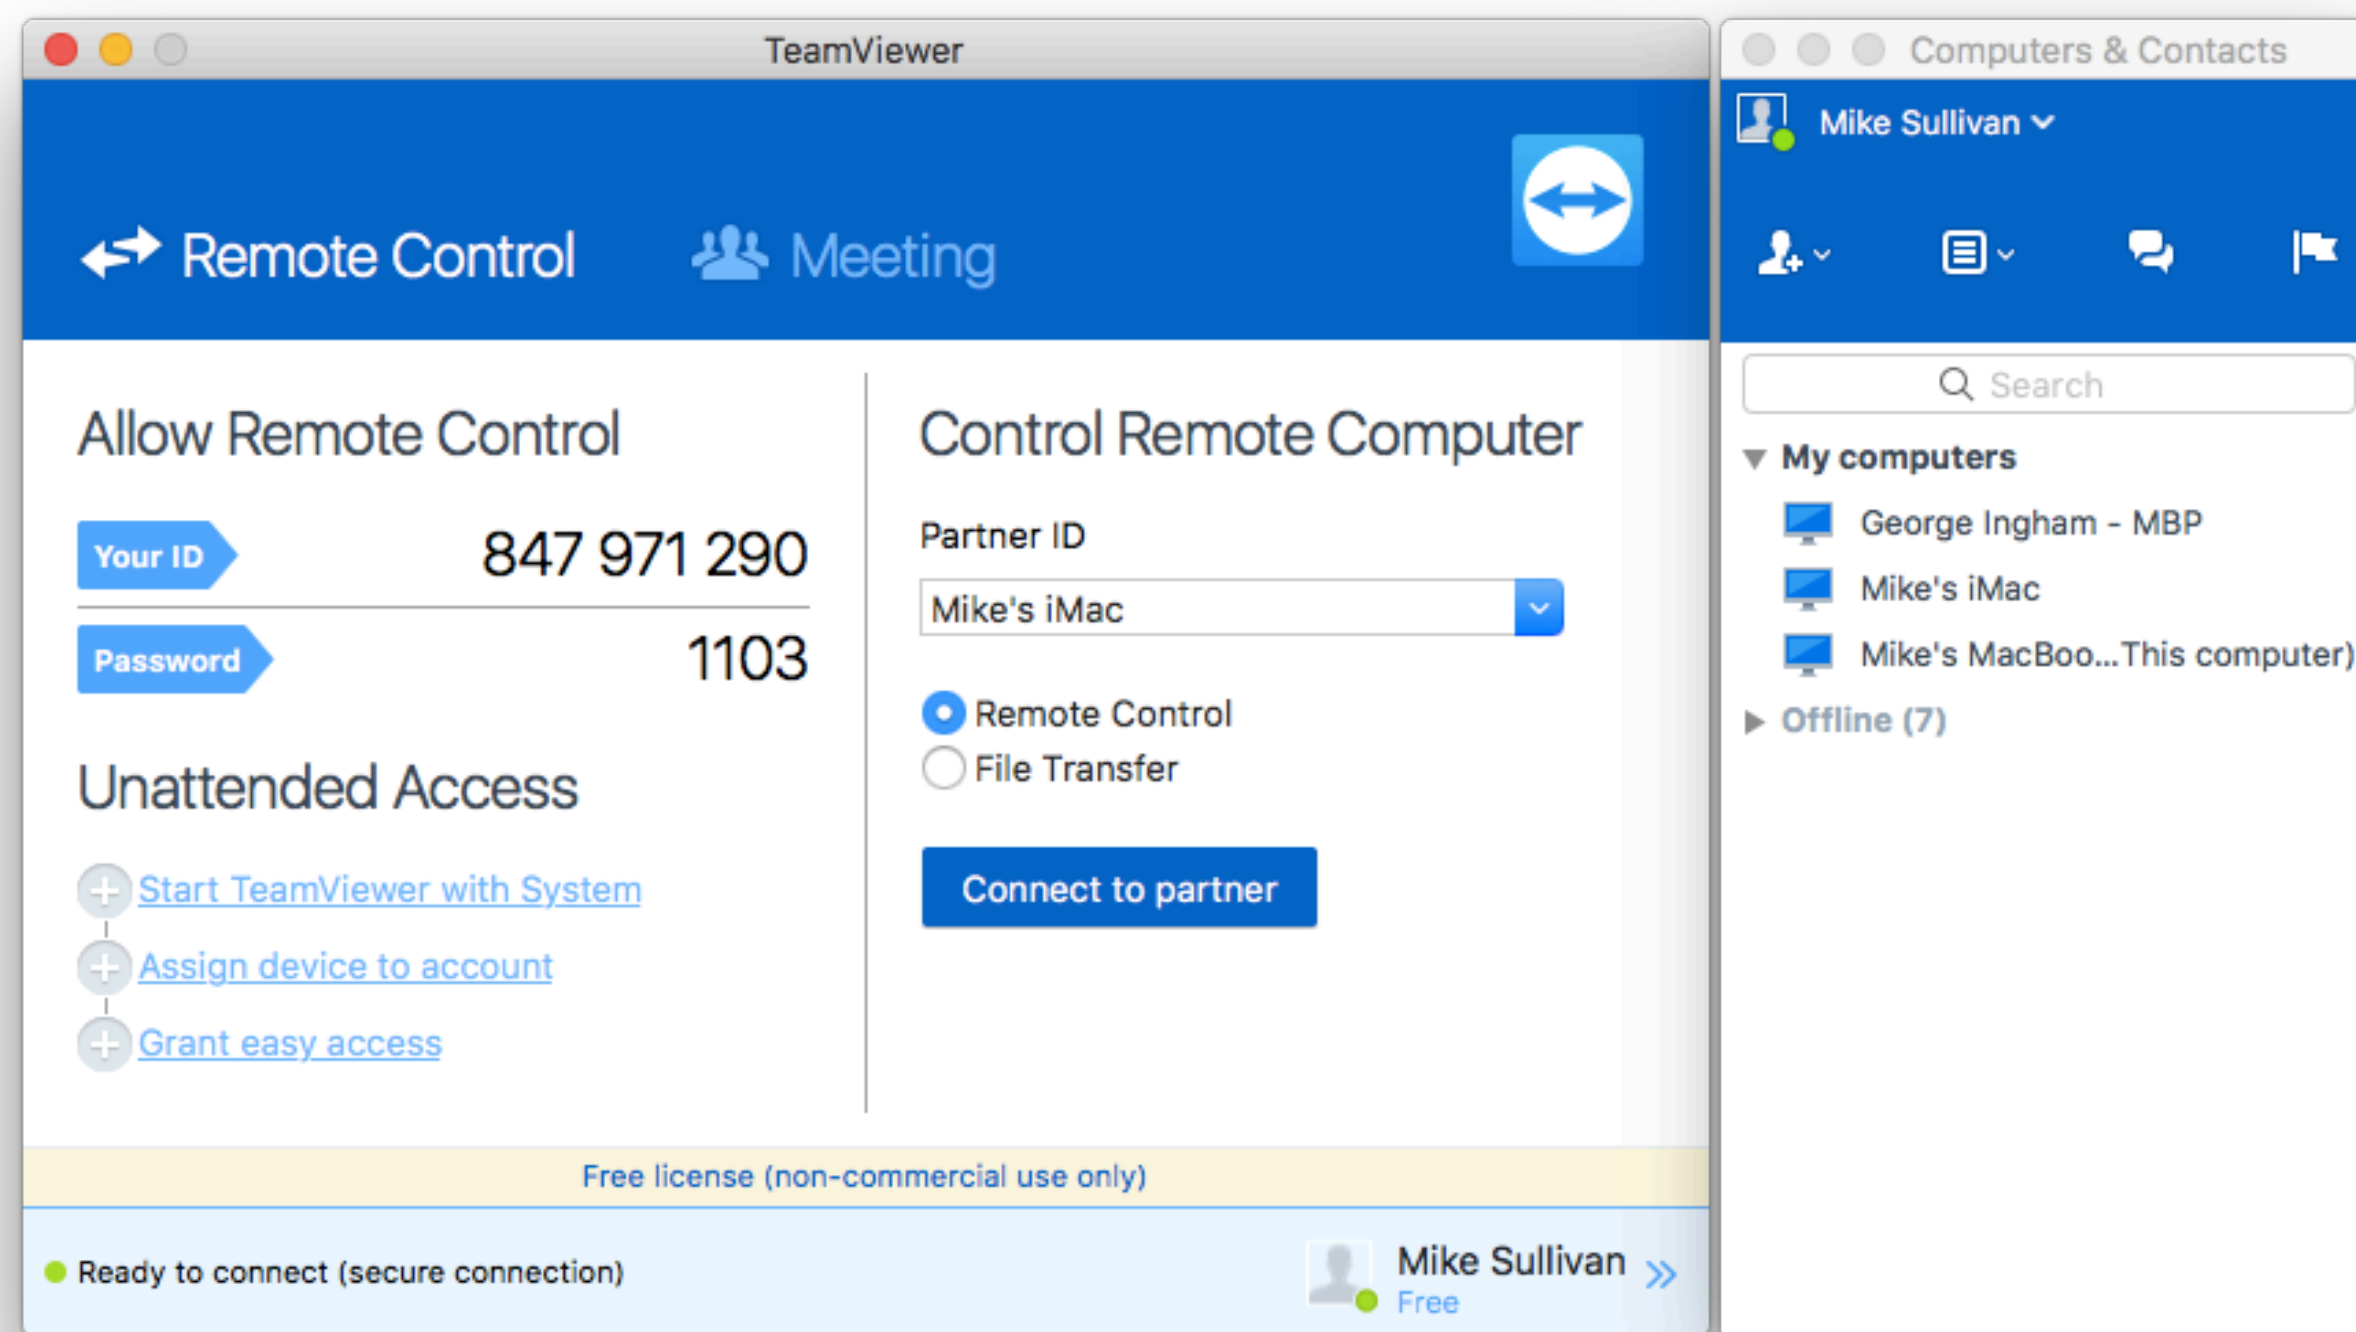 TeamViewer
Remote Control
Meeting
Allow Remote Control
Your ID
847 971 290
Password
1103
Unattended Access
Start TeamViewer with System
Assign device to account
Grant easy access
Control Remote Computer
Partner ID
Mike's iMac
Remote Control
File Transfer
Connect to partner
Free license (non-commercial use only)
Ready to connect (secure connection)
Mike Sullivan
Free
Computers & Contacts
Mike Sullivan
Search
My computers
George Ingham - MBP
Mike's iMac
Mike's MacBoo...This computer)
Offline (7)